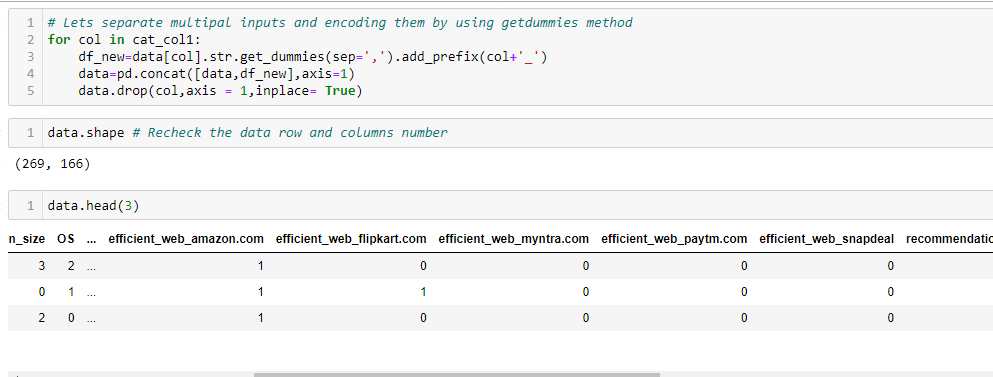 1 # Lets separate multipal inputs and encoding them by using getdummies method
2 for col in cat_col1:
3     df_new=data[col].str.get_dummies(sep=',').add_prefix(col+'_')
4     data=pd.concat([data,df_new],axis=1)
5     data.drop(col,axis = 1,inplace= True)
1 data.shape # Recheck the data row and columns number
(269, 166)
1 data.head(3)
n_size OS ... efficient_web_amazon.com efficient_web_flipkart.com efficient_web_myntra.com efficient_web_paytm.com efficient_web_snapdeal recommendatic
3 2 ... 1 0 0 0 0
0 1 ... 1 1 0 0 0
2 0 ... 1 0 0 0 0